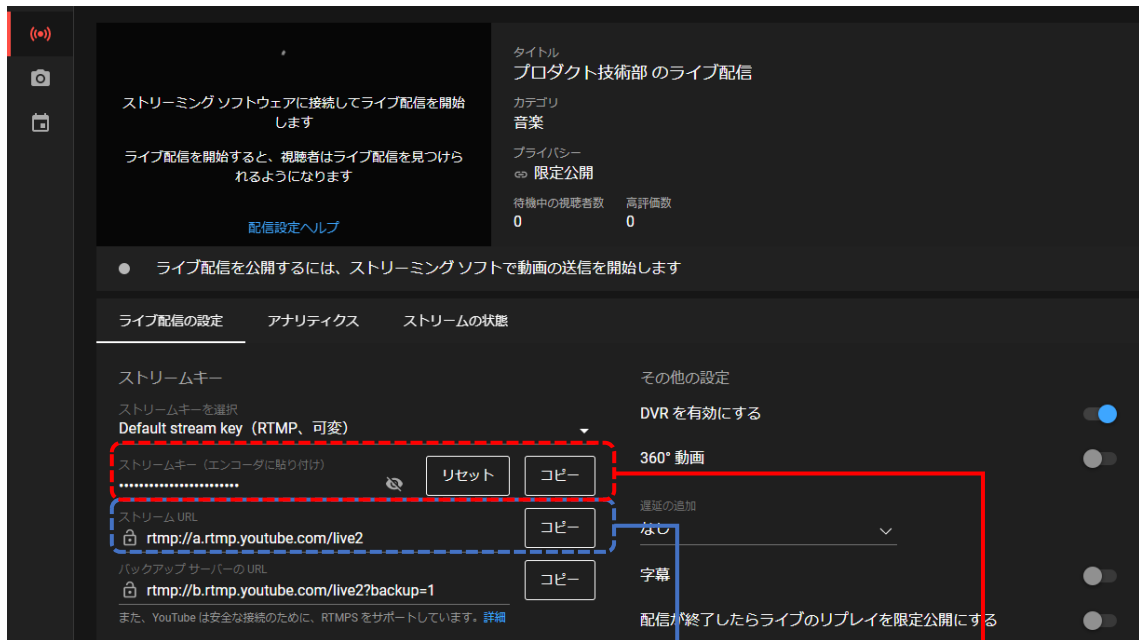 ストリーミング ソフトウェアに接続してライブ配信を開始
します
ライブ配信を開始すると、視聴者はライブ配信を見つけら
れるようになります
配信設定ヘルプ
タイトル
プロダクト技術部 のライブ配信
カテゴリ
音楽
プライバシー
限定公開
待機中の視聴者数 高評価数
0 0
ライブ配信を公開するには、ストリーミング ソフトで動画の送信を開始します
ライブ配信の設定 アナリティクス ストリームの状態
ストリームキー
ストリームキーを選択
Default stream key（RTMP、可変）
ストリームキー（エンコーダに貼り付け）
•••••••••••••••••••••••• リセット コピー
ストリーム URL
rtmp://a.rtmp.youtube.com/live2 コピー
バックアップ サーバーの URL
rtmp://b.rtmp.youtube.com/live2?backup=1 コピー
また、YouTube は安全な接続のために、RTMPS をサポートしています。詳細
その他の設定
DVR を有効にする
360° 動画
遅延の追加
なし
字幕
配信が終了したらライブのリプレイを限定公開にする